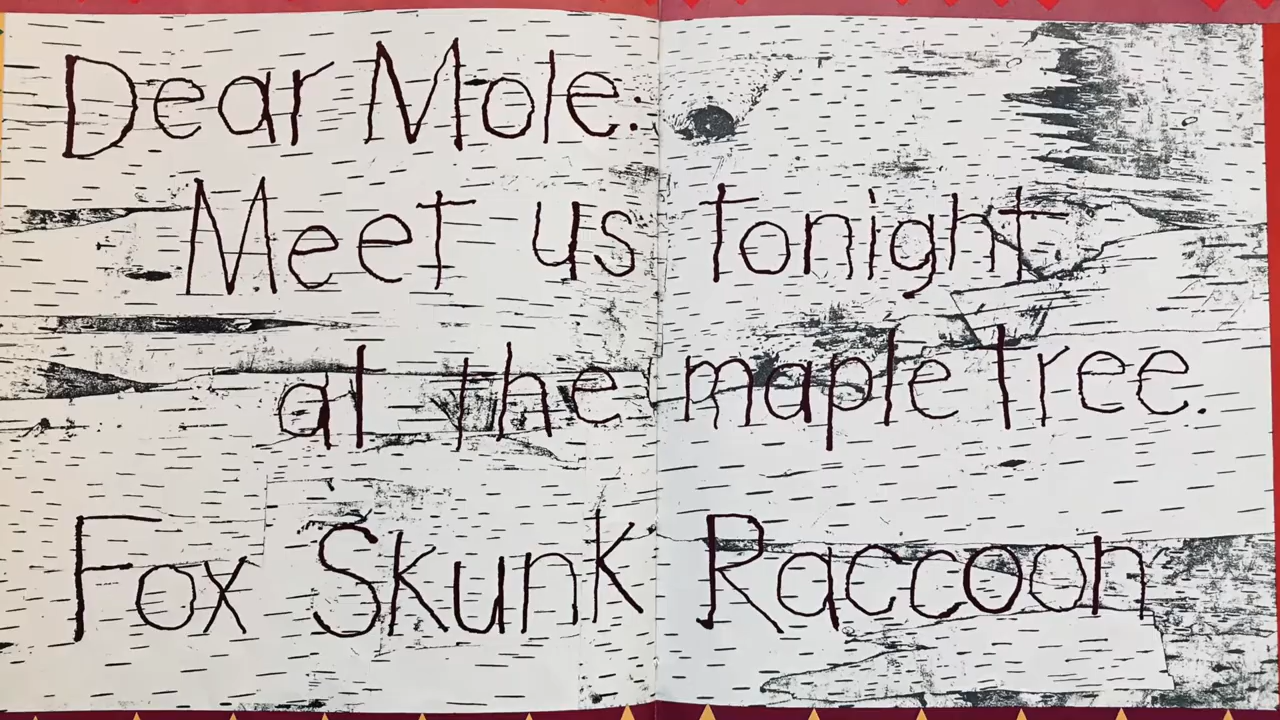 Dear Mole:
Meet us tonight
at the maple tree.
Fox Skunk Raccoon